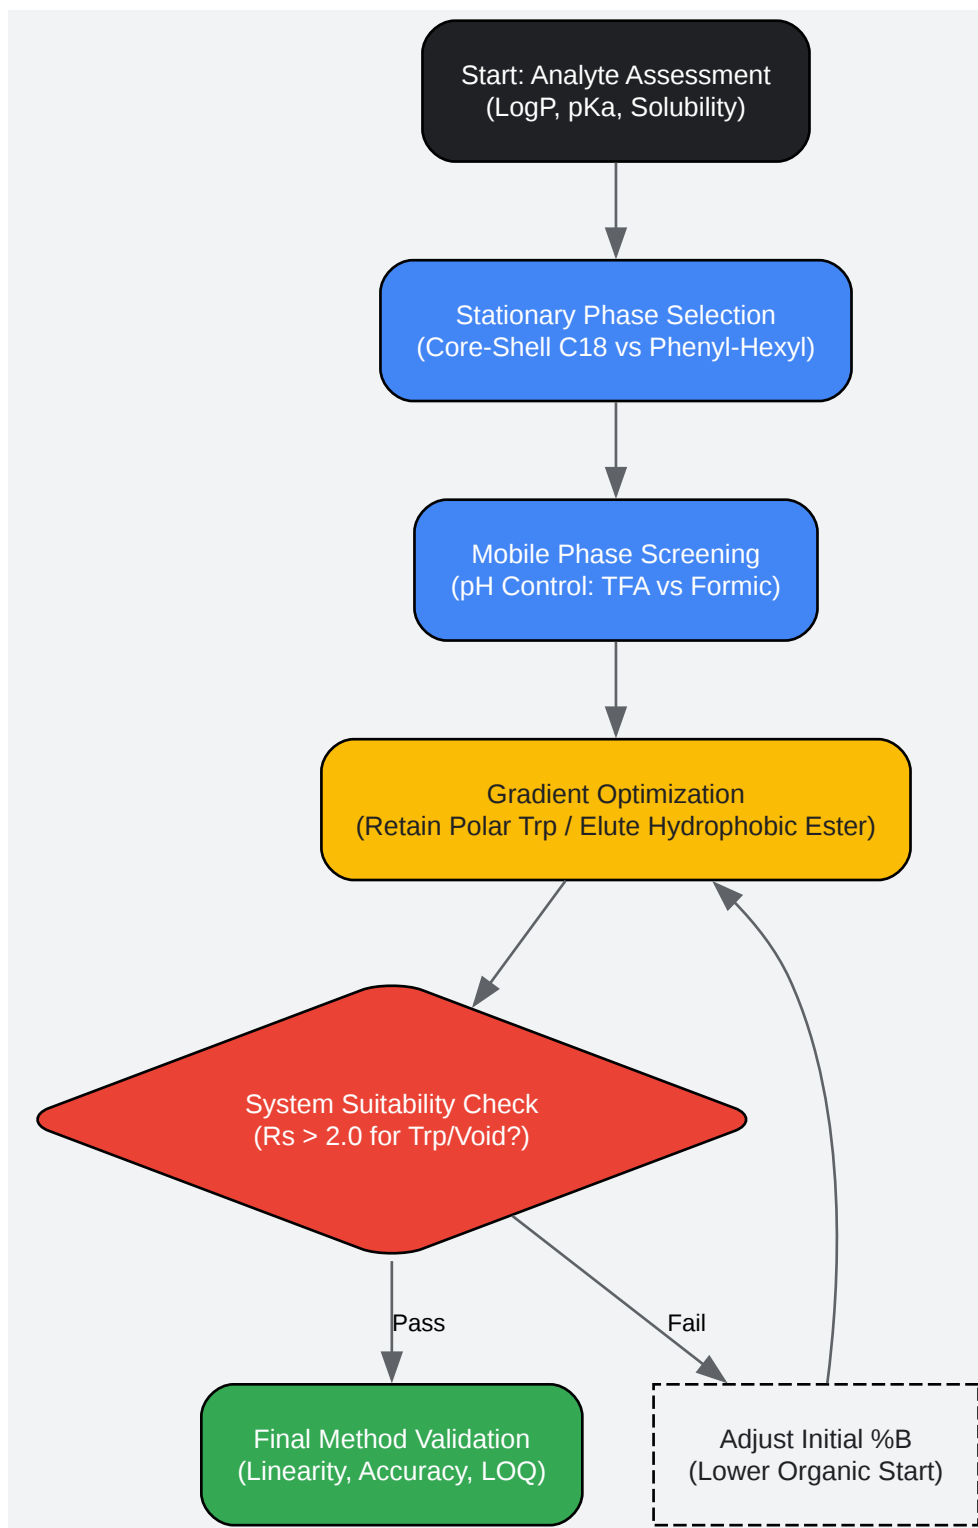 Start: Analyte Assessment
(LogP, pKa, Solubility)
Stationary Phase Selection
(Core-Shell C18 vs Phenyl-Hexyl)
Mobile Phase Screening
(pH Control: TFA vs Formic)
Gradient Optimization
(Retain Polar Trp / Elute Hydrophobic Ester)
System Suitability Check
(Rs > 2.0 for Trp/Void?)
Pass
Fail
Final Method Validation
(Linearity, Accuracy, LOQ)
Adjust Initial %B
(Lower Organic Start)